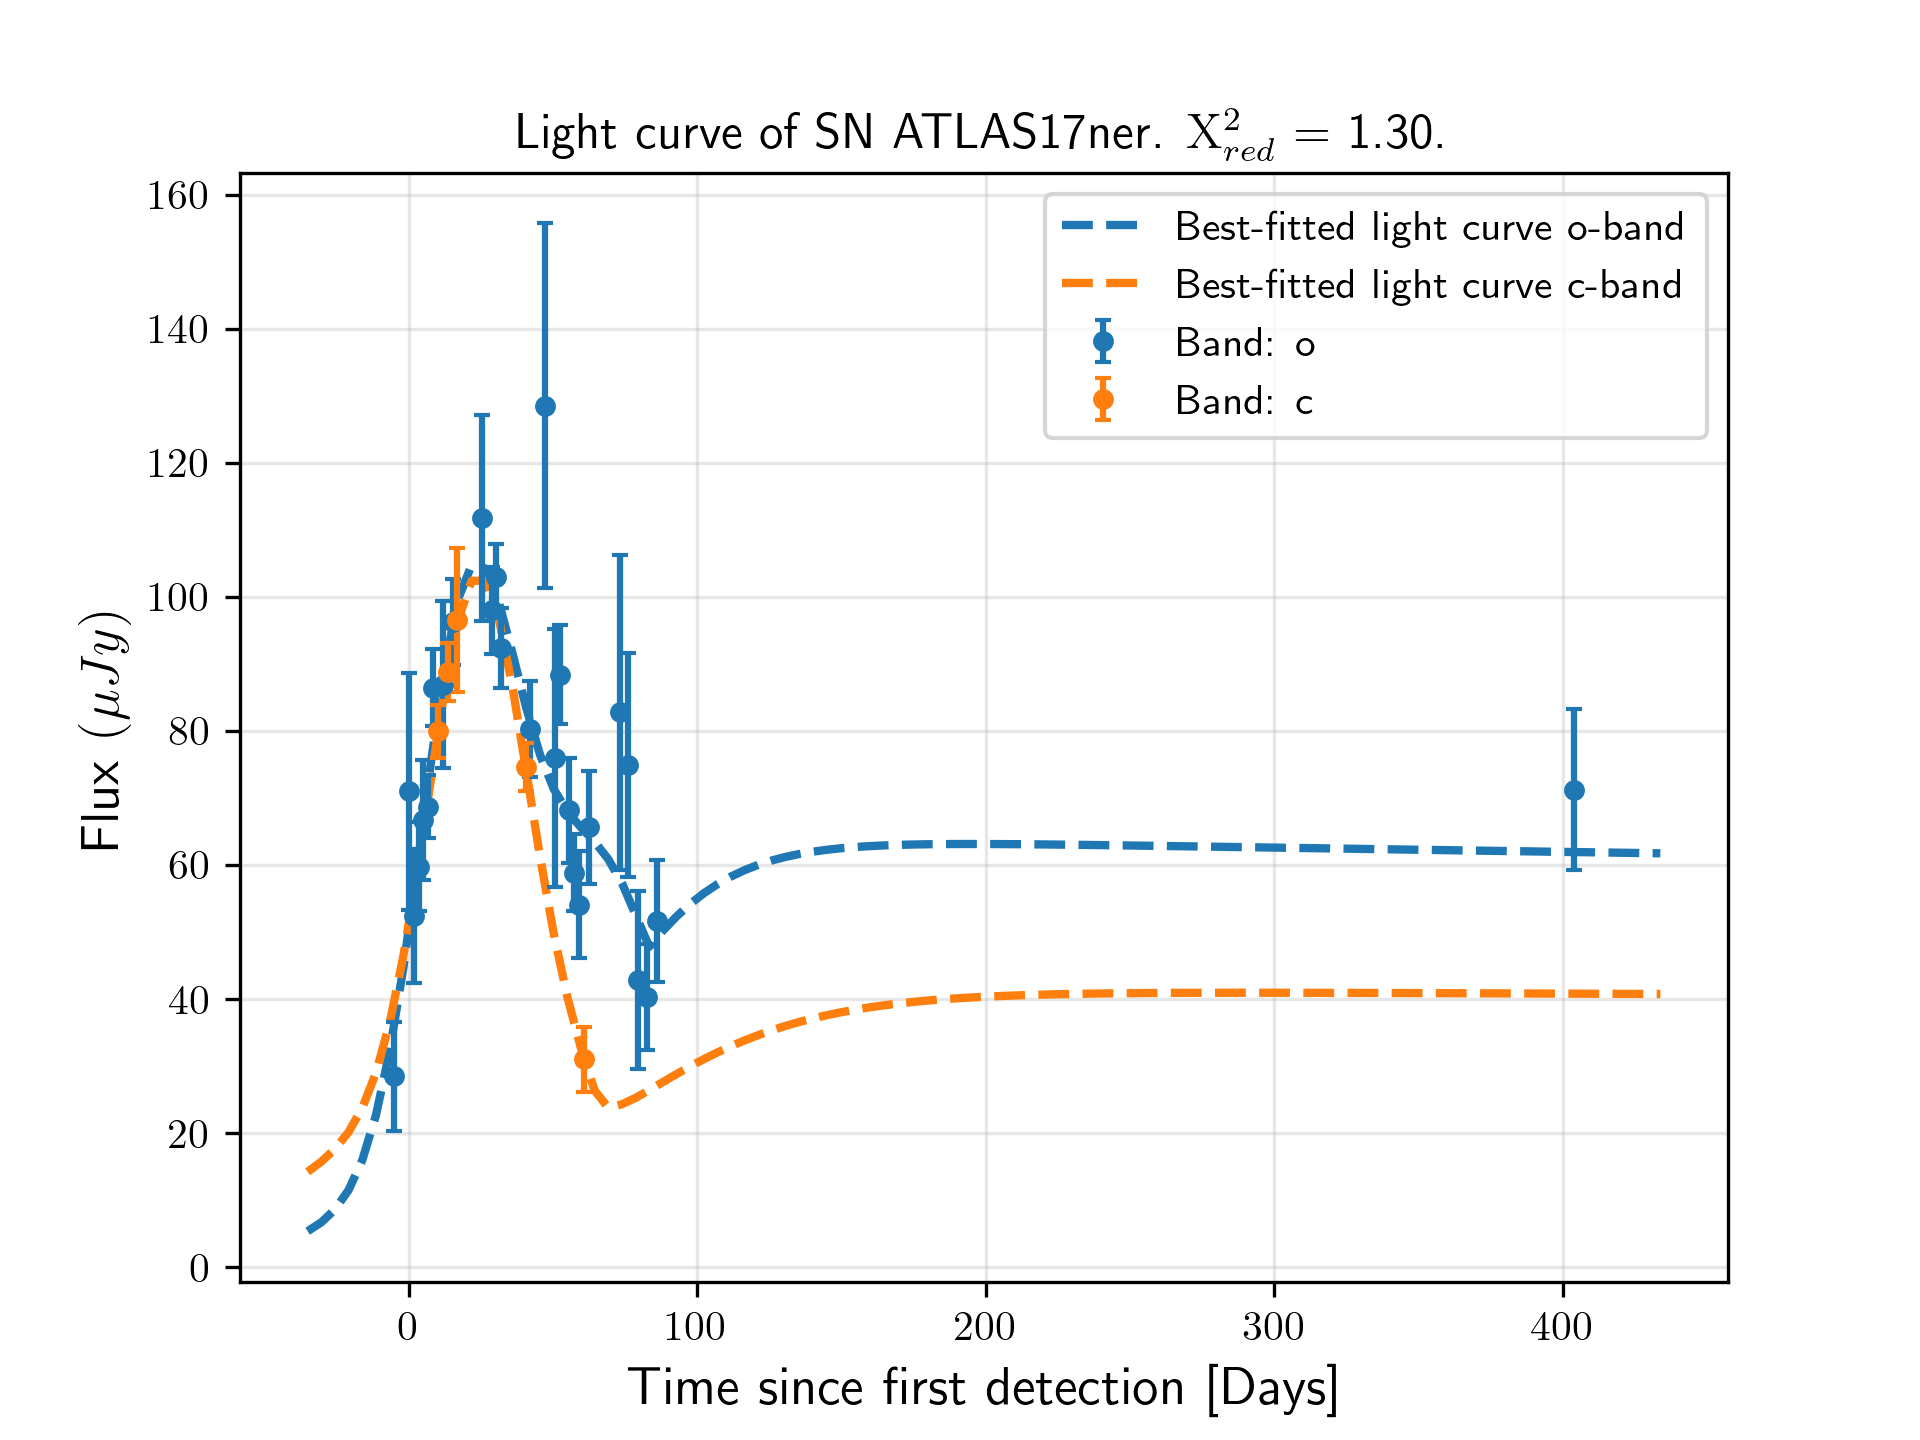 Light curve of SN ATLAS17ner. X²_red = 1.30.
160
140
120
100
80
60
40
20
0
Flux (μJy)
Best-fitted light curve o-band
Best-fitted light curve c-band
Band: o
Band: c
0 100 200 300 400
Time since first detection [Days]